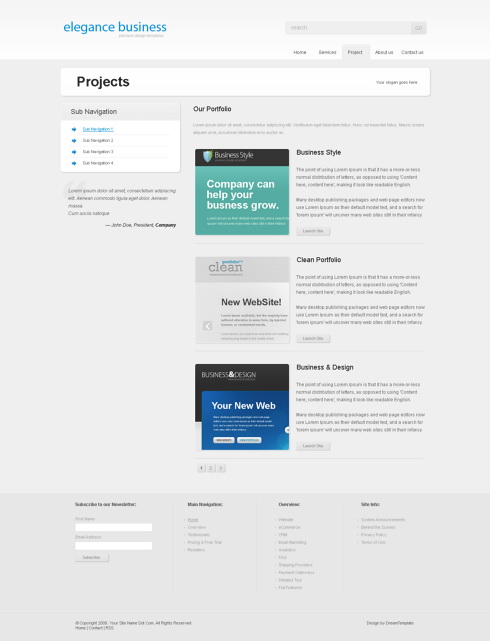 elegance business
premium design templates
search
GO
Home Services Project About us Contact us
Projects
Your slogan goes here
Sub Navigation
Sub Navigation 1
Sub Navigation 2
Sub Navigation 3
Sub Navigation 4
Lorem ipsum dolor sit amet, consectetuer adipiscing
elit. Aenean commodo ligula eget dolor. Aenean
massa
Cum sociis natoque
— John Doe, President, Company
Our Portfolio
Lorem ipsum dolor sit amet, consectetur adipiscing elit. Vestibulum eget bibendum nunc. Nunc vel venenatis nulla. Mauris ornare
aliquam eros, accumsan
Business Style
Company can
help your
business grow.
Business Style
The point of using Lorem Ipsum is that it has a more-or-less
normal distribution of letters, as opposed to using 'Content
here, content here', making it look like readable English.
Many desktop publishing packages and web page editors now
use Lorem Ipsum as their default model text, and a search for
'lorem ipsum' will uncover many web sites still in their infancy.
Launch Site
portfolio
clean
New WebSite!
Clean Portfolio
The point of using Lorem Ipsum is that it has a more-or-less
normal distribution of letters, as opposed to using 'Content
here, content here', making it look like readable English.
Many desktop publishing packages and web page editors now
use Lorem Ipsum as their default model text, and a search for
'lorem ipsum' will uncover many web sites still in their infancy.
Launch Site
BUSINESS&DESIGN
Your New Web
Business & Design
The point of using Lorem Ipsum is that it has a more-or-less
normal distribution of letters, as opposed to using 'Content
here, content here', making it look like readable English.
Many desktop publishing packages and web page editors now
use Lorem Ipsum as their default model text, and a search for
'lorem ipsum' will uncover many web sites still in their infancy.
Launch Site
1 2 3
Subscribe to our Newsletter:
First Name
Email Address
Subscribe
Main Navigation:
Home
Overview
Testimonials
Pricing & Free Trial
Resellers
Overview:
Website
eCommerce
CRM
Email Marketing
Analytics
FAQ
Shipping Providers
Payment Gateways
Detailed Tour
Full Features
Site Info:
System Announcements
Behind the Scenes
Privacy Policy
Terms of Use
© Copyright 2009. Your Site Name Dot Com. All Rights Reserved.
Home | Contact | RSS
Design by DreamTemplate